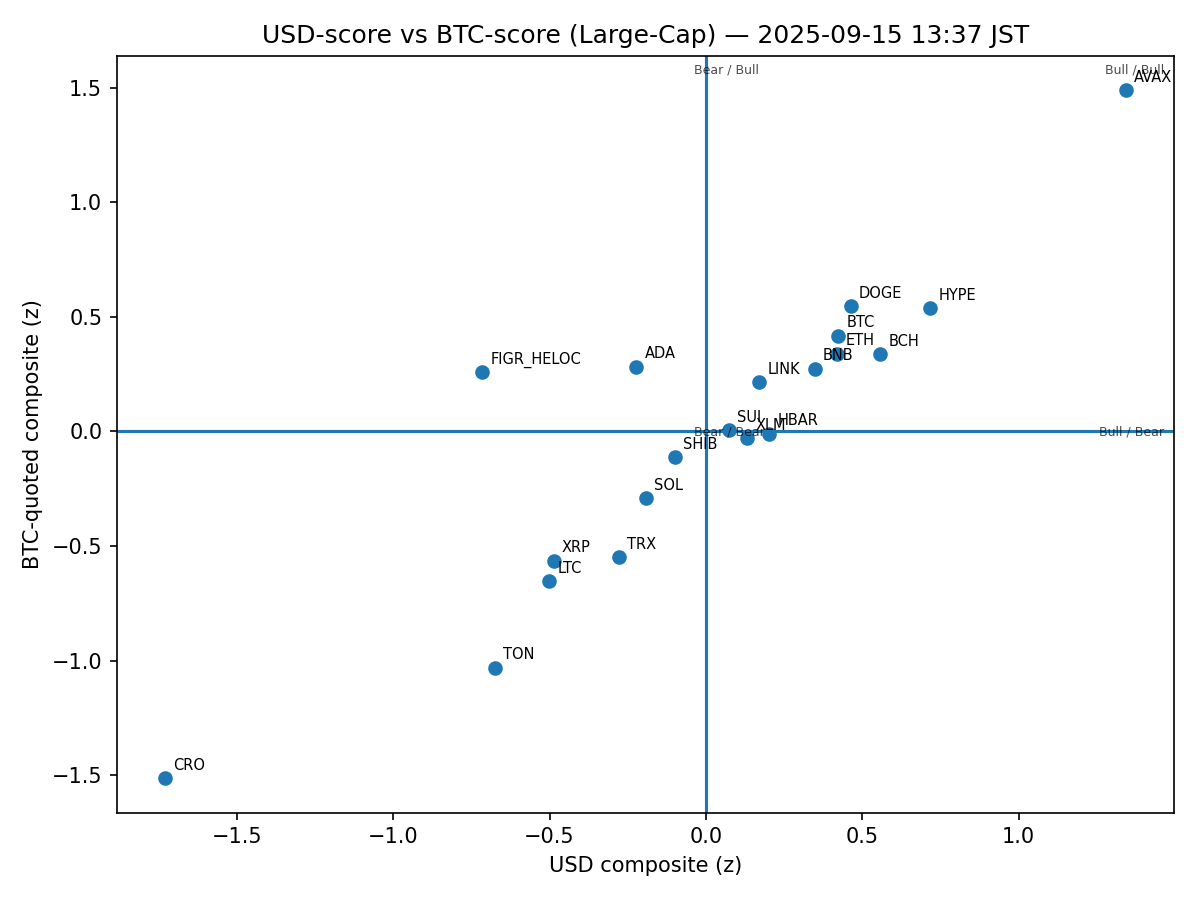 USD-score vs BTC-score (Large-Cap) — 2025-09-15 13:37 JST
Bear / Bull
Bull / Bull
AVAX
1.5
1.0
DOGE
HYPE
0.5
BTC
ETH
BCH
BNB
FIGR_HELOC
ADA
LINK
SUI
XLM
HBAR
0.0
Bear / Bear
Bull / Bear
SHIB
SOL
−0.5
XRP
TRX
LTC
TON
−1.0
CRO
−1.5
BTC-quoted composite (z)
−1.5
−1.0
−0.5
0.0
0.5
1.0
USD composite (z)